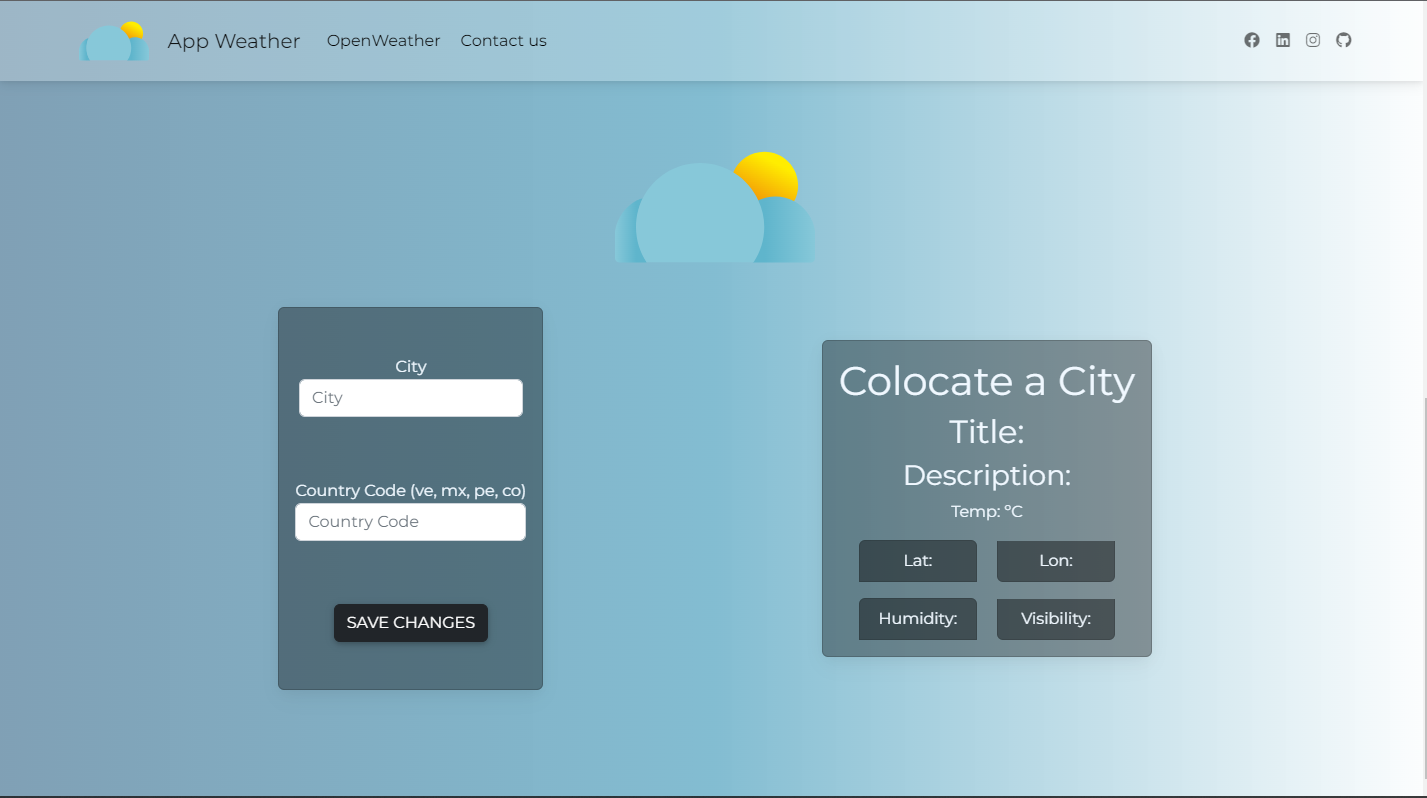 App Weather OpenWeather Contact us
City
City
Country Code (ve, mx, pe, co)
Country Code
SAVE CHANGES
Colocate a City
Title:
Description:
Temp: ºC
Lat: Lon:
Humidity: Visibility: